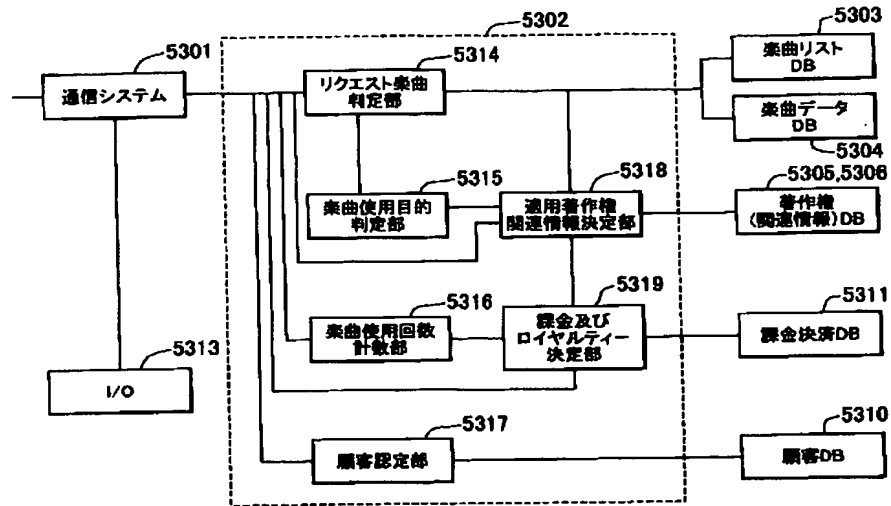 5302
5301
通信システム
5314
リクエスト楽曲
判定部
5303
楽曲リスト
DB
楽曲データ
DB
5304
5315
楽曲使用目的
判定部
5318
適用著作権
関連情報決定部
5305,5306
著作権
(関連情報)DB
5316
楽曲使用回数
計数部
5319
課金及び
ロイヤルティー
決定部
5311
課金決済DB
5313
I/O
5317
顧客認定部
5310
顧客DB